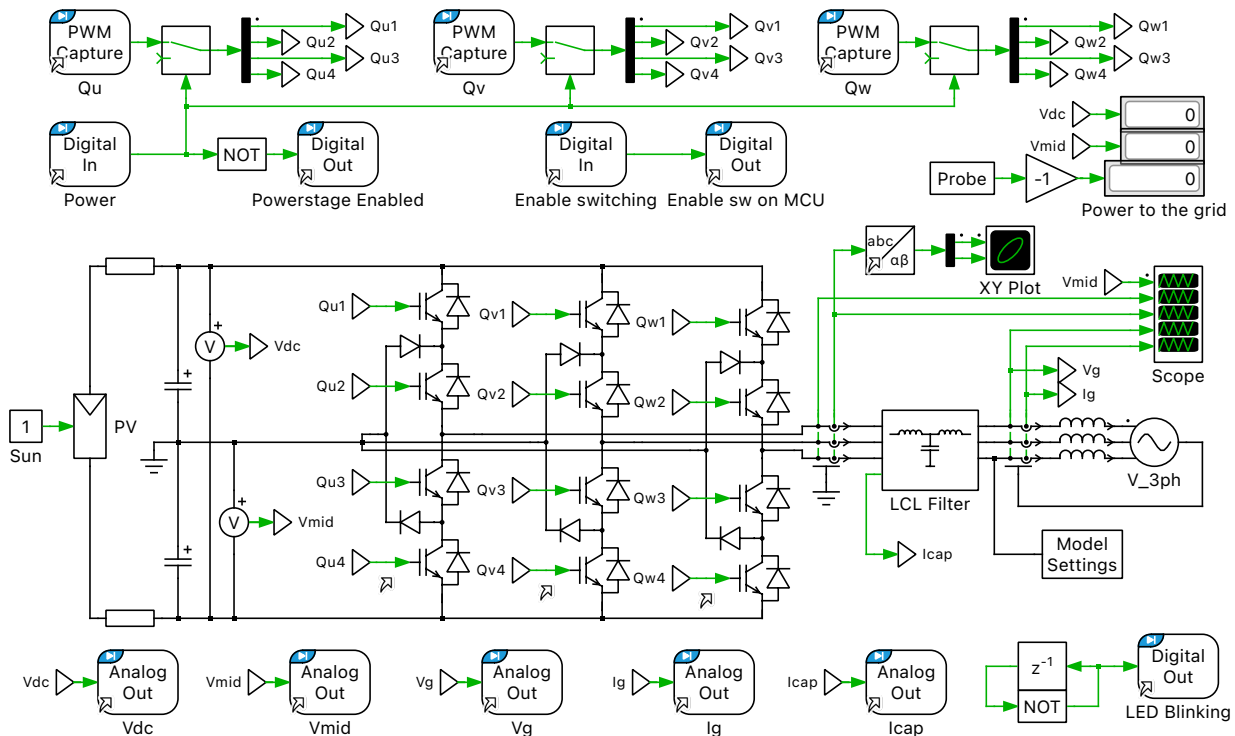 PWM
Capture
Qu
Qu1
Qu2
Qu3
Qu4
PWM
Capture
Qv
Qv1
Qv2
Qv3
Qv4
PWM
Capture
Qw
Qw1
Qw2
Qw3
Qw4
Digital
In
Power
NOT
Digital
Out
Powerstage Enabled
Digital
In
Enable switching
Digital
Out
Enable sw on MCU
Vdc
0
Vmid
0
Probe
-1
0
Power to the grid
abc
αβ
XY Plot
Vmid
Scope
Vg
Ig
1
Sun
PV
V
Vdc
V
Vmid
Qu1
Qu2
Qu3
Qu4
Qv1
Qv2
Qv3
Qv4
Qw1
Qw2
Qw3
Qw4
LCL Filter
Icap
V_3ph
Model
Settings
Vdc
Analog
Out
Vdc
Vmid
Analog
Out
Vmid
Vg
Analog
Out
Vg
Ig
Analog
Out
Ig
Icap
Analog
Out
Icap
z⁻¹
NOT
Digital
Out
LED Blinking